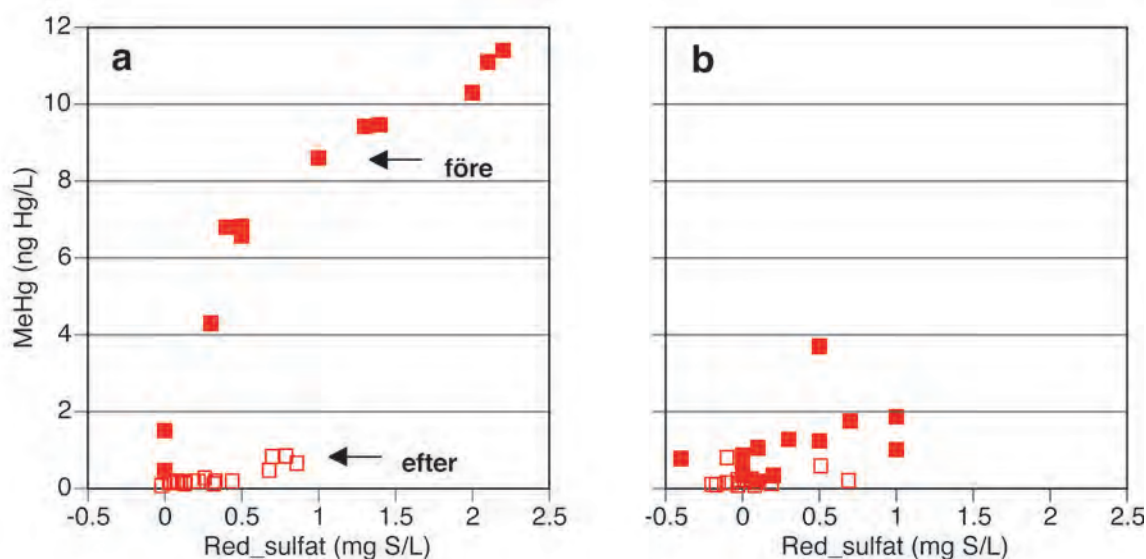 a
b
12
10
8
6
4
2
0
MeHg (ng Hg/L)
före
efter
-0.5 0 0.5 1 1.5 2 2.5
-0.5 0 0.5 1 1.5 2 2.5
Red_sulfat (mg S/L)
Red_sulfat (mg S/L)